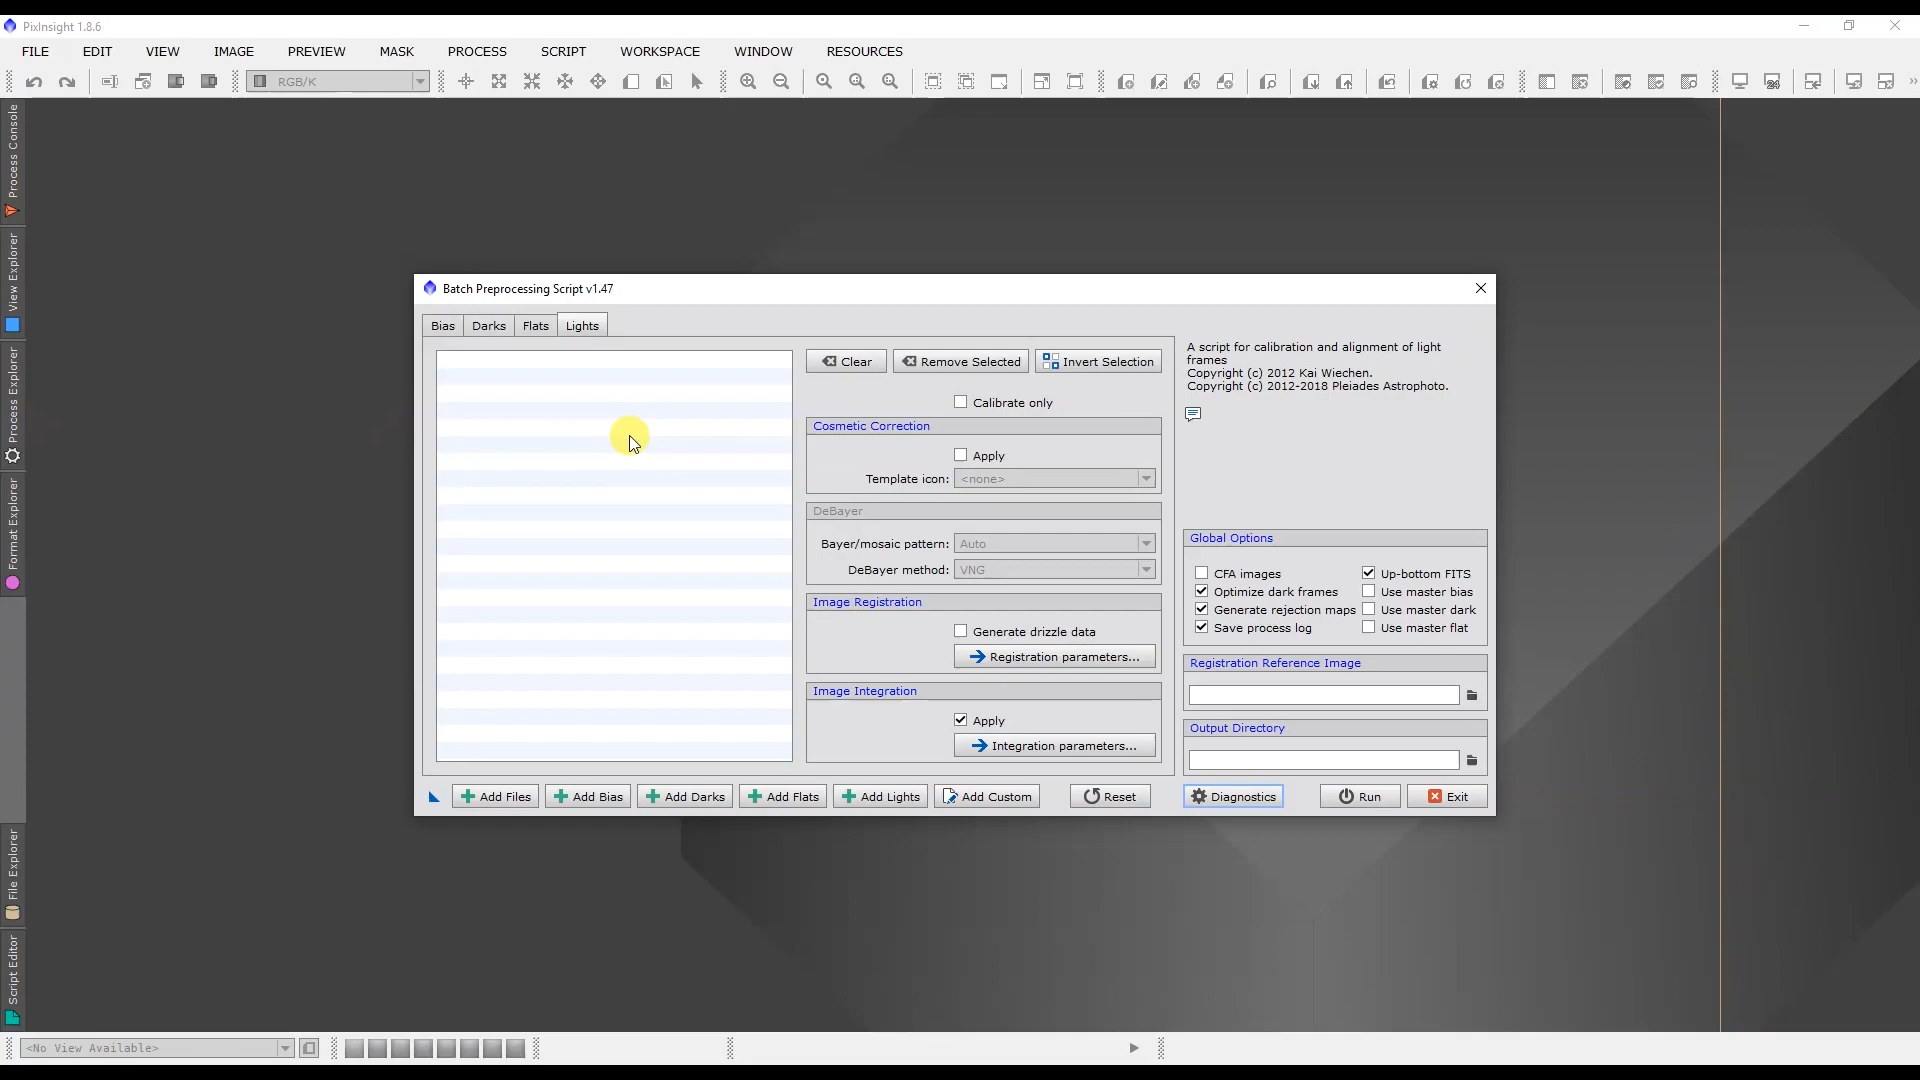 PixInsight 1.8.6
FILE EDIT VIEW IMAGE PREVIEW MASK PROCESS SCRIPT WORKSPACE WINDOW RESOURCES
RGB/K
24
Process Console
View Explorer
Process Explorer
Format Explorer
File Explorer
Script Editor
Batch Preprocessing Script v1.47
Bias Darks Flats Lights
Clear Remove Selected Invert Selection
Calibrate only
Cosmetic Correction
Apply
Template icon: <none>
DeBayer
Bayer/mosaic pattern: Auto
DeBayer method: VNG
Image Registration
Generate drizzle data
Registration parameters...
Image Integration
Apply
Integration parameters...
A script for calibration and alignment of light
frames
Copyright (c) 2012 Kai Wiechen.
Copyright (c) 2012-2018 Pleiades Astrophoto.
Global Options
CFA images Up-bottom FITS
Optimize dark frames Use master bias
Generate rejection maps Use master dark
Save process log Use master flat
Registration Reference Image
Output Directory
Add Files Add Bias Add Darks Add Flats Add Lights Add Custom Reset Diagnostics Run Exit
<No View Available>